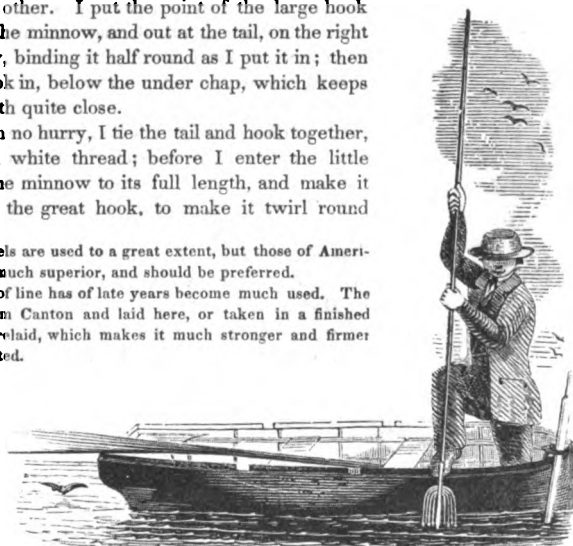 other. I put the point of the large hook
he minnow, and out at the tail, on the right
, binding it half round as I put it in; then
k in, below the under chap, which keeps
th quite close.
n no hurry, I tie the tail and hook together,
white thread; before I enter the little
e minnow to its full length, and make it
the great hook, to make it twirl round
els are used to a great extent, but those of Ameri-
uch superior, and should be preferred.
of line has of late years become much used. The
m Canton and laid here, or taken in a finished
relaid, which makes it much stronger and firmer
ted.